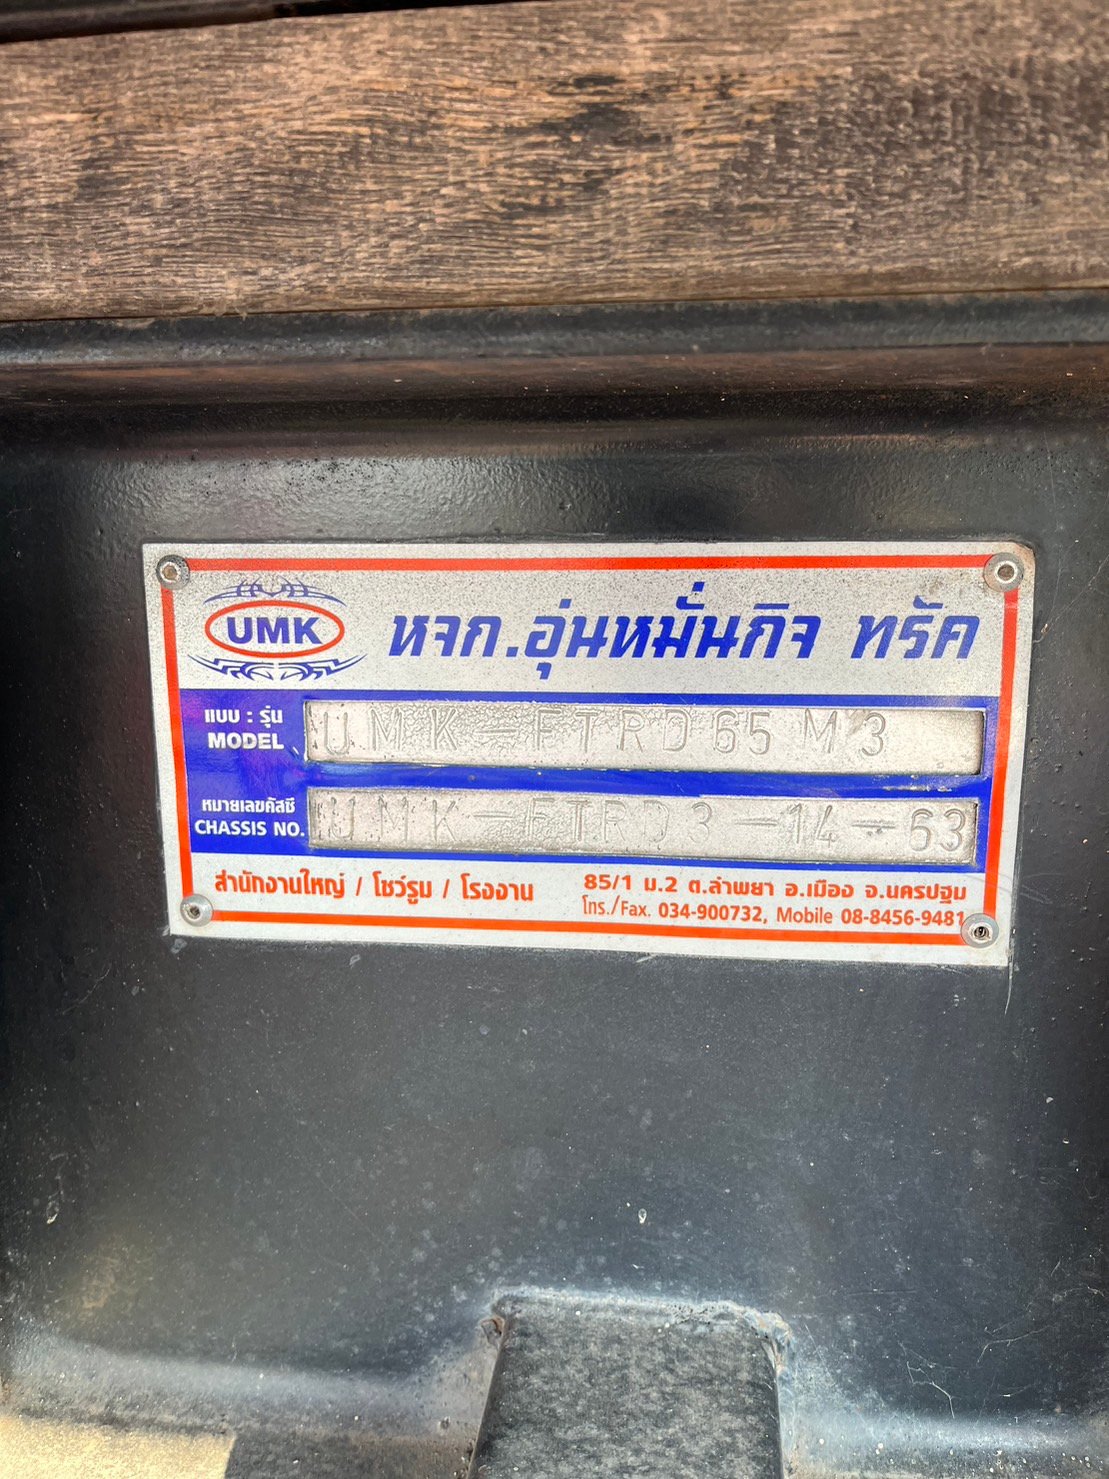 UMK
หจก.อุ่นหมั่นกิจ ทรัค
แบบ : รุ่น
MODEL
UMK-FTRD65M3
หมายเลขคัสซี
CHASSIS NO.
UMK-FTRD3-14-63
สำนักงานใหญ่ / โชว์รูม / โรงงาน
85/1 ม.2 ต.ลำพยา อ.เมือง จ.นครปฐม
โทร./Fax. 034-900732, Mobile 08-8456-9481